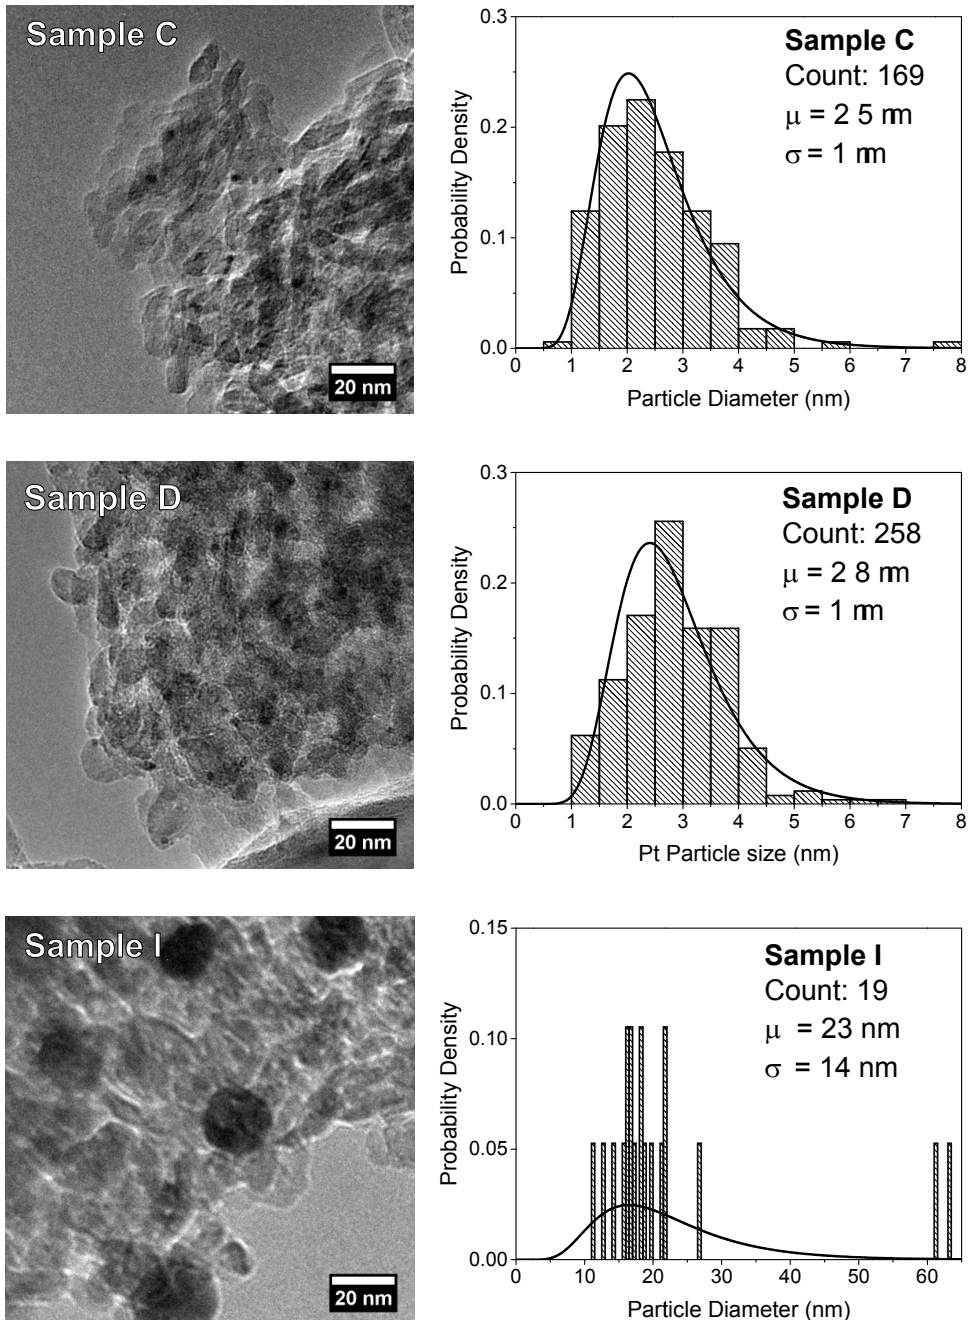 Sample C
20 nm
0.3
0.2
0.1
0.0
Probability Density
Sample C
Count: 169
μ = 2 5 nm
σ = 1 nm
0 1 2 3 4 5 6 7 8
Particle Diameter (nm)
Sample D
20 nm
0.3
0.2
0.1
0.0
Probability Density
Sample D
Count: 258
μ = 2 8 nm
σ = 1 nm
0 1 2 3 4 5 6 7 8
Pt Particle size (nm)
Sample I
20 nm
0.15
0.10
0.05
0.00
Probability Density
Sample I
Count: 19
μ = 23 nm
σ = 14 nm
0 10 20 30 40 50 60
Particle Diameter (nm)